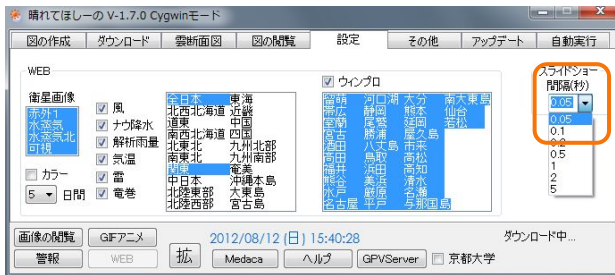 晴れてほしーの V-1.7.0 Cygwinモード
図の作成 ダウンロード 雲断面図 図の閲覧 設定 その他 アップデート 自動実行
WEB
衛星画像
赤外1
水蒸気
水蒸気北
可視
カラー
5 日間
風
ナウ降水
解析雨量
気温
雷
竜巻
全日本 東海
北西北海道 近畿
道東 中国
南西北海道 四国
北東北 九州北部
南東北 九州南部
関東 奄美
中日本 沖縄本島
北陸東部 大東島
北陸西部 宮古島
ウィンプロ
留萌 河口湖 大分 南大東島
帯広 静岡 熊本 仙台
室蘭 尾鷲 延岡 若松
宮古 勝浦 屋久島
酒田 八丈島 市来
高田 鳥取 高松
福井 浜田 高知
熊谷 美浜 清水
水戸 厳原 名瀬
名古屋 平戸 与那国島
スライドショー
間隔(秒)
0.05
0.05
0.1
0.2
0.5
1
2
5
画像の閲覧 GIFアニメ 2012/08/12 (日) 15:40:28 ダウンロード中...
警報 WEB 拡 Medaca ヘルプ GPVServer 京都大学